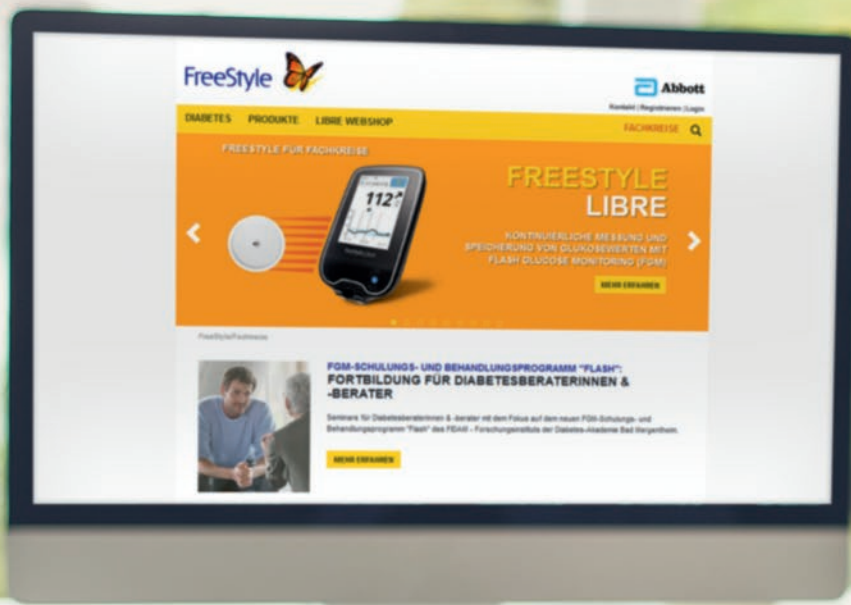 FreeStyle
Abbott
Kontakt | Registrieren | Login
DIABETES PRODUKTE LIBRE WEBSHOP FACHKREISE
FREESTYLE FÜR FACHKREISE
112
FREESTYLE
LIBRE
KONTINUIERLICHE MESSUNG UND
SPEICHERUNG VON GLUKOSEWERTEN MIT
FLASH GLUCOSE MONITORING (FGM)
MEHR ERFAHREN
FreeStyle/Fachkreise
FGM-SCHULUNGS- UND BEHANDLUNGSPROGRAMM "FLASH":
FORTBILDUNG FÜR DIABETESBERATERINNEN &
-BERATER
Seminare für Diabetesberaterinnen & -berater mit dem Fokus auf dem neuen FGM-Schulungs- und
Behandlungsprogramm "Flash" des FIDAM – Forschungsinstituts der Diabetes-Akademie Bad Mergentheim.
MEHR ERFAHREN